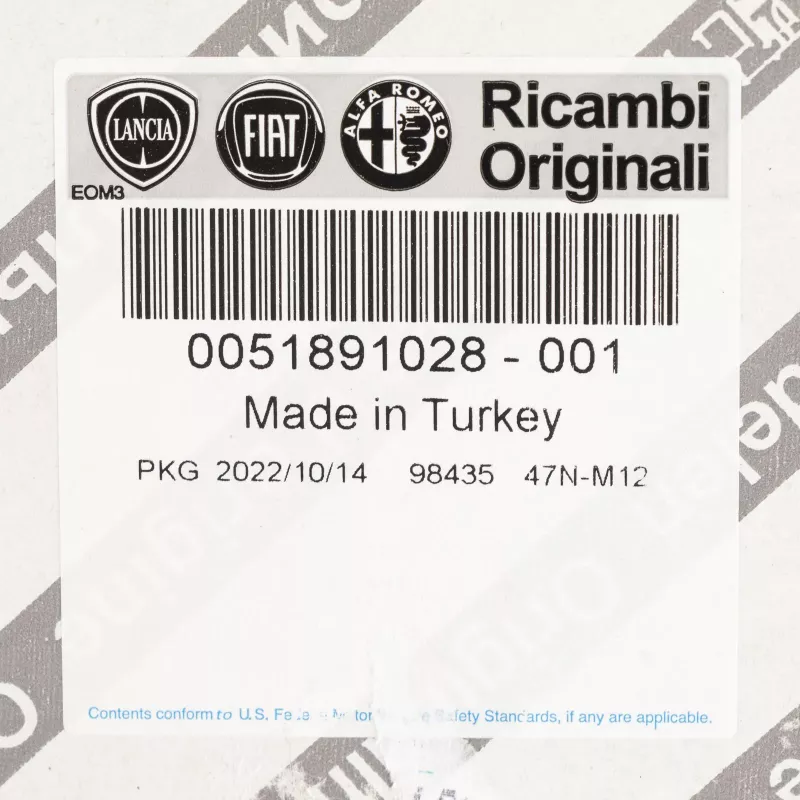 LANCIA
FIAT
ALFA ROMEO
Ricambi
Originali
EOM3
0051891028 - 001
Made in Turkey
PKG 2022/10/14 98435 47N-M12
Contents conform to U.S. Motor Safety Standards, if any are applicable.